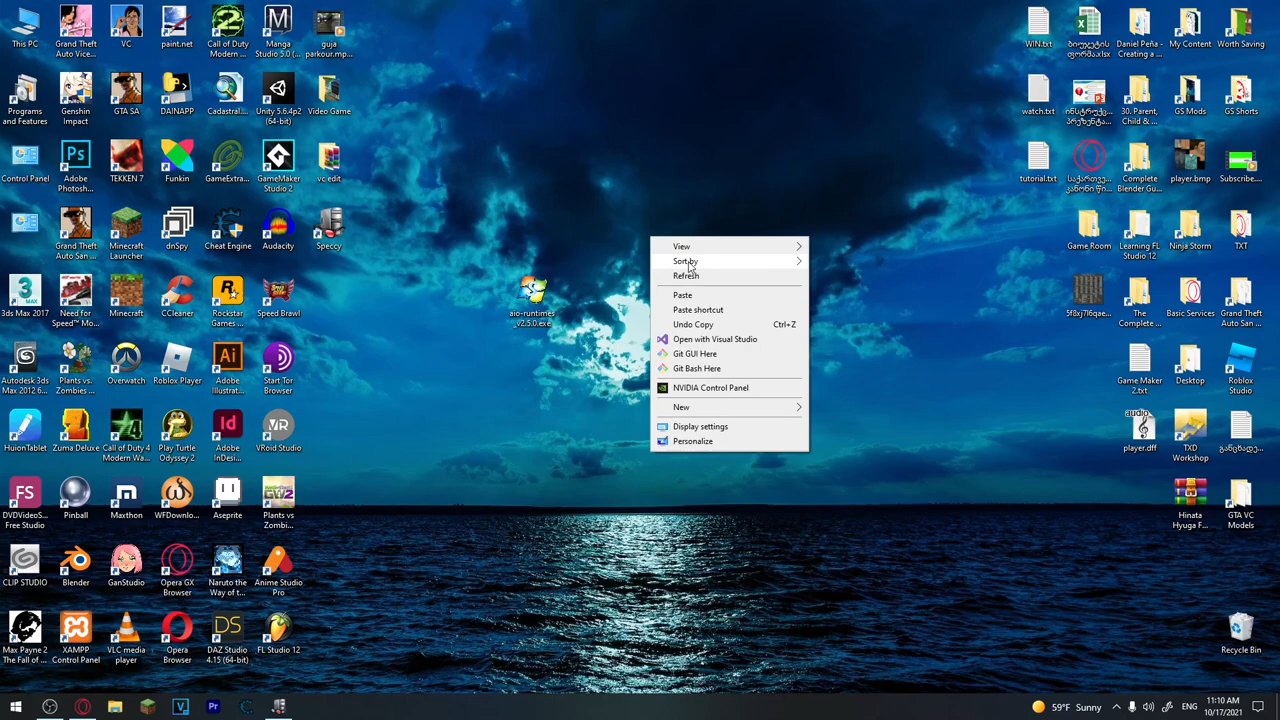 This PC
Grand Theft
Auto Vice...
VC
paint.net
Call of Duty
Modern ...
Manga
Studio 5.0 (...
guja
parkour.mp...
Programs
and Features
Genshin
Impact
GTA SA
DAINAPP
Cadastral....
Unity 5.6.4p2
(64-bit)
Video Game
Control Panel
Adobe
Photosh...
TEKKEN 7
Funkin
GameExtra...
GameMaker
Studio 2
vc edit
Grand Theft
Auto San ...
Minecraft
Launcher
dnSpy
Cheat Engine
Audacity
Speccy
3ds Max 2017
Need for
Speed™ Mo...
Minecraft
CCleaner
Rockstar
Games ...
Speed Brawl
Autodesk 3ds
Max 2012 6...
Plants vs.
Zombies ...
Overwatch
Roblox Player
Adobe
Illustrat...
Start Tor
Browser
HuionTablet
Zuma Deluxe
Call of Duty 4
Modern Wa...
Play Turtle
Odyssey 2
Adobe
InDesi...
VRoid Studio
DVDVideoS...
Free Studio
Pinball
Maxthon
WFDownlo...
Aseprite
Plants vs
Zombi...
CLIP STUDIO
Blender
GanStudio
Opera GX
Browser
Naruto the
Way of t...
Anime Studio
Pro
Max Payne 2
The Fall of ...
XAMPP
Control Panel
VLC media
player
Opera
Browser
DAZ Studio
4.15 (64-bit)
FL Studio 12
aio-runtimes
_v2.5.0.exe
View
Sort by
Refresh
Paste
Paste shortcut
Undo Copy Ctrl+Z
Open with Visual Studio
Git GUI Here
Git Bash Here
NVIDIA Control Panel
New
Display settings
Personalize
WIN.txt
ბიუჯეტის
ფორმა.xlsx
Daniel Peña -
Creating a ...
My Content
Worth Saving
watch.txt
ინსტრუქც...
პრეზენტა...
30. Parent,
Child & ...
GS Mods
GS Shorts
tutorial.txt
საქართვე...
კანონი წი...
Complete
Blender Gu...
player.bmp
Subscribe....
Game Room
Learning FL
Studio 12
Ninja Storm
TXT
5f8xj7l6qae...
The
Complete ...
Basic Services
Grand Theft
Auto San ...
Game Maker
2.txt
Desktop
Roblox
Studio
audio
player.dff
TXD
Workshop
განცხადე...
Hinata
Hyuga F...
GTA VC
Models
Recycle Bin
59°F Sunny
ENG
11:10 AM
10/17/2021